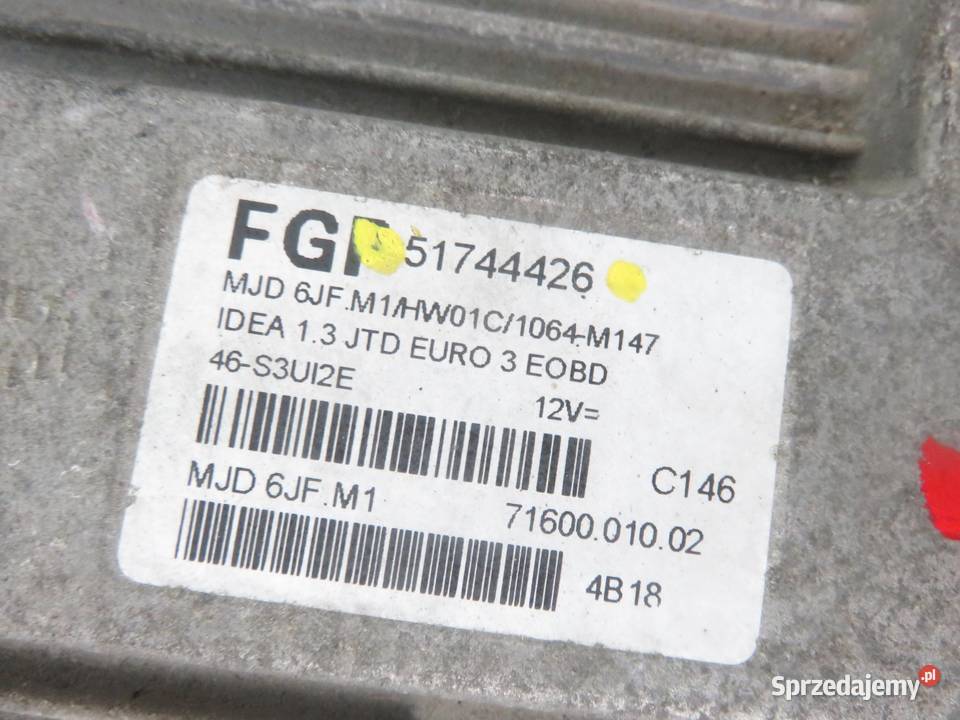 FGP 51744426
MJD 6JF.M1/HW01C/1064-M147
IDEA 1.3 JTD EURO 3 EOBD
46-S3UI2E
12V=
C146
MJD 6JF.M1
71600.010.02
4B18
Sprzedajemy.pl